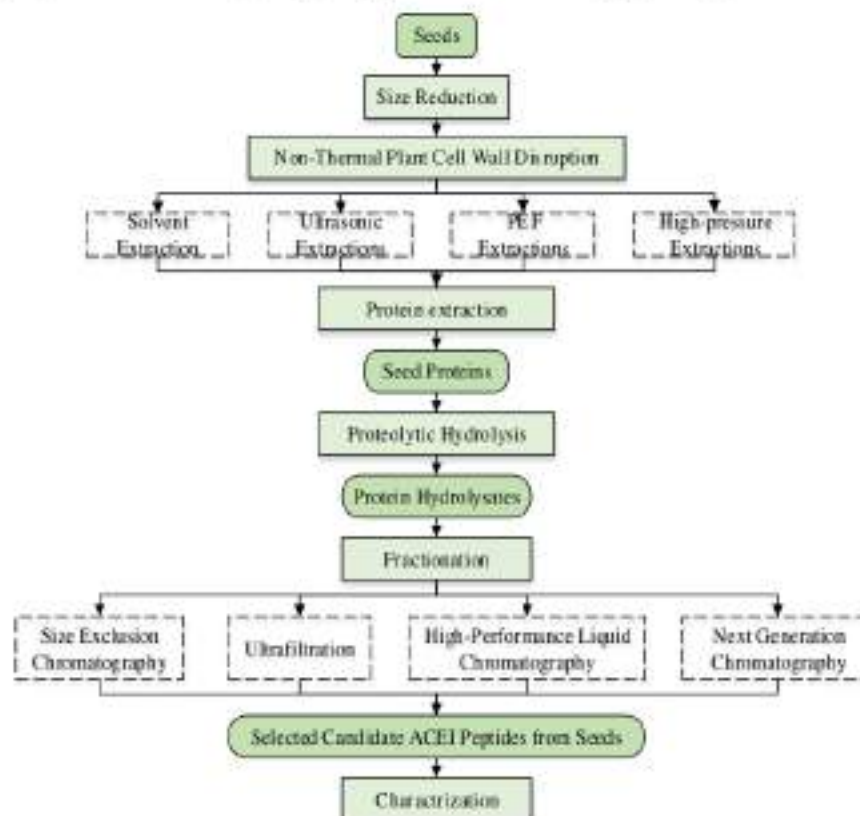 Seeds
Size Reduction
Non-Thermal Plant Cell Wall Disruption
Solvent
Extraction
Ultrasonic
Extractions
PEF
Extractions
High-pressure
Extractions
Protein extraction
Seed Proteins
Proteolytic Hydrolysis
Protein Hydrolysates
Fractionation
Size Exclusion
Chromatography
Ultrafiltration
High-Performance Liquid
Chromatography
Next Generation
Chromatography
Selected Candidate ACEI Peptides from Seeds
Charactrization